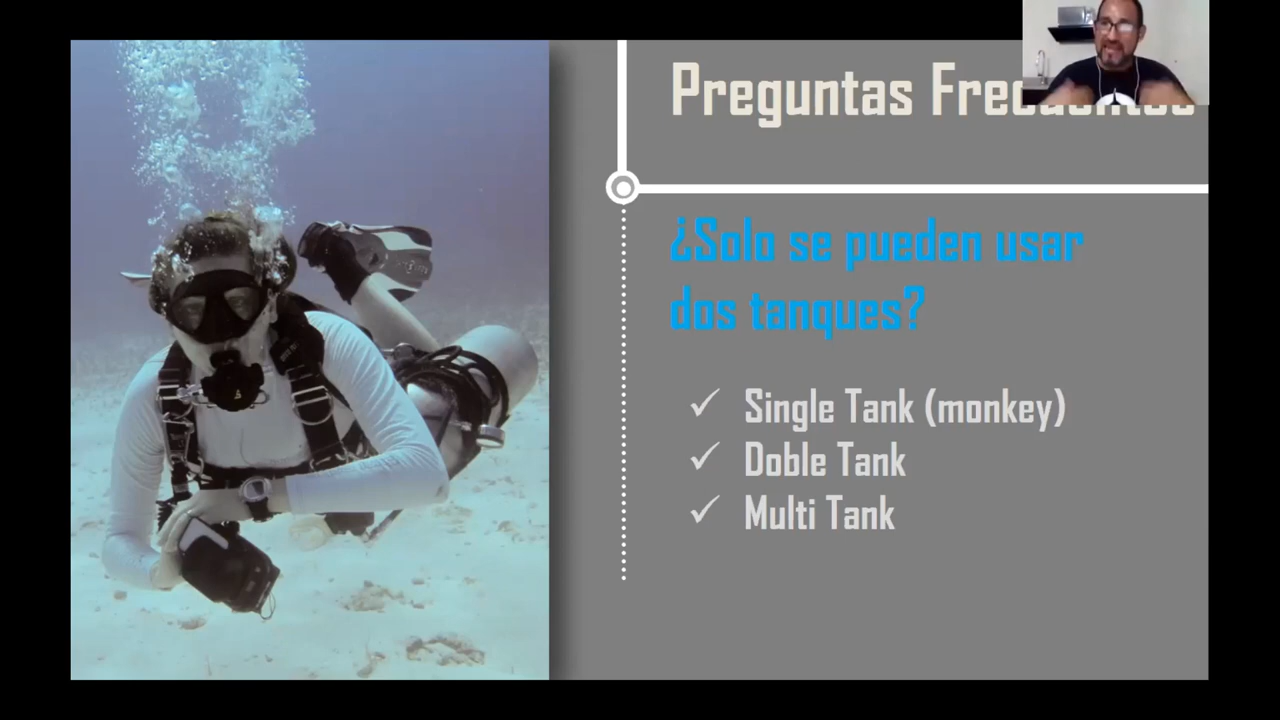 Preguntas
¿Solo se pueden usar
dos tanques?
Single Tank (monkey)
Doble Tank
Multi Tank